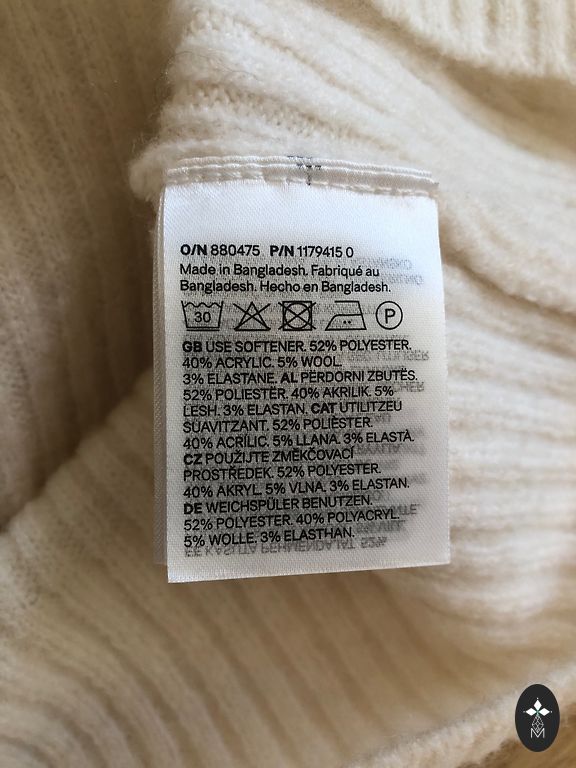 O/N 880475 P/N 1179415 0
Made in Bangladesh. Fabriqué au
Bangladesh. Hecho en Bangladesh.
30 P
GB USE SOFTENER. 52% POLYESTER.
40% ACRYLIC. 5% WOOL.
3% ELASTANE. AL PËRDORNI ZBUTËS.
52% POLIESTËR. 40% AKRILIK. 5%
LESH. 3% ELASTAN. CAT UTILITZEU
SUAVITZANT. 52% POLIÈSTER.
40% ACRÍLIC. 5% LLANA. 3% ELASTÀ.
CZ POUŽIJTE ZMĚKČOVACÍ
PROSTŘEDEK. 52% POLYESTER.
40% AKRYL. 5% VLNA. 3% ELASTAN.
DE WEICHSPÜLER BENUTZEN.
52% POLYESTER. 40% POLYACRYL.
5% WOLLE. 3% ELASTHAN.
M